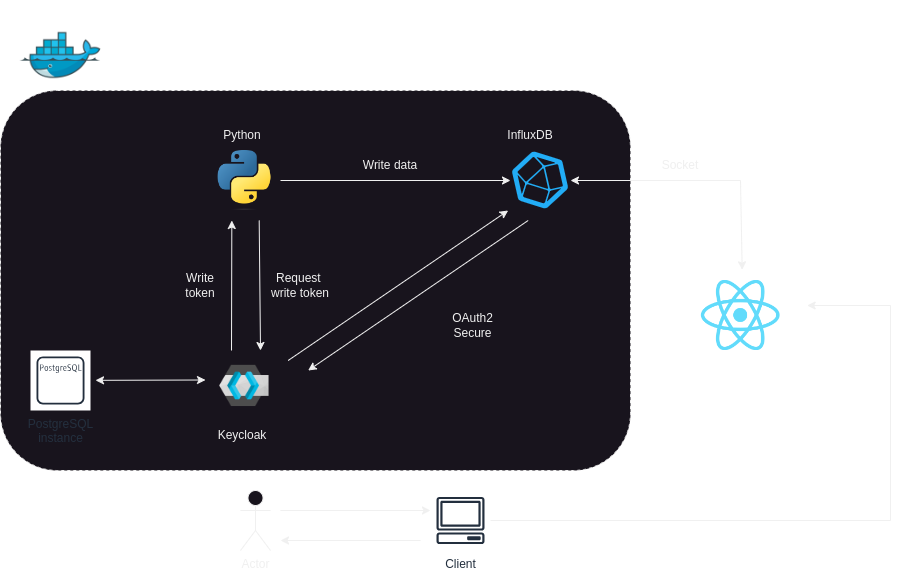 Python
InfluxDB
Write data
Socket
Write
token
Request
write token
OAuth2
Secure
PostgreSQL
PostgreSQL
instance
Keycloak
Actor
Client